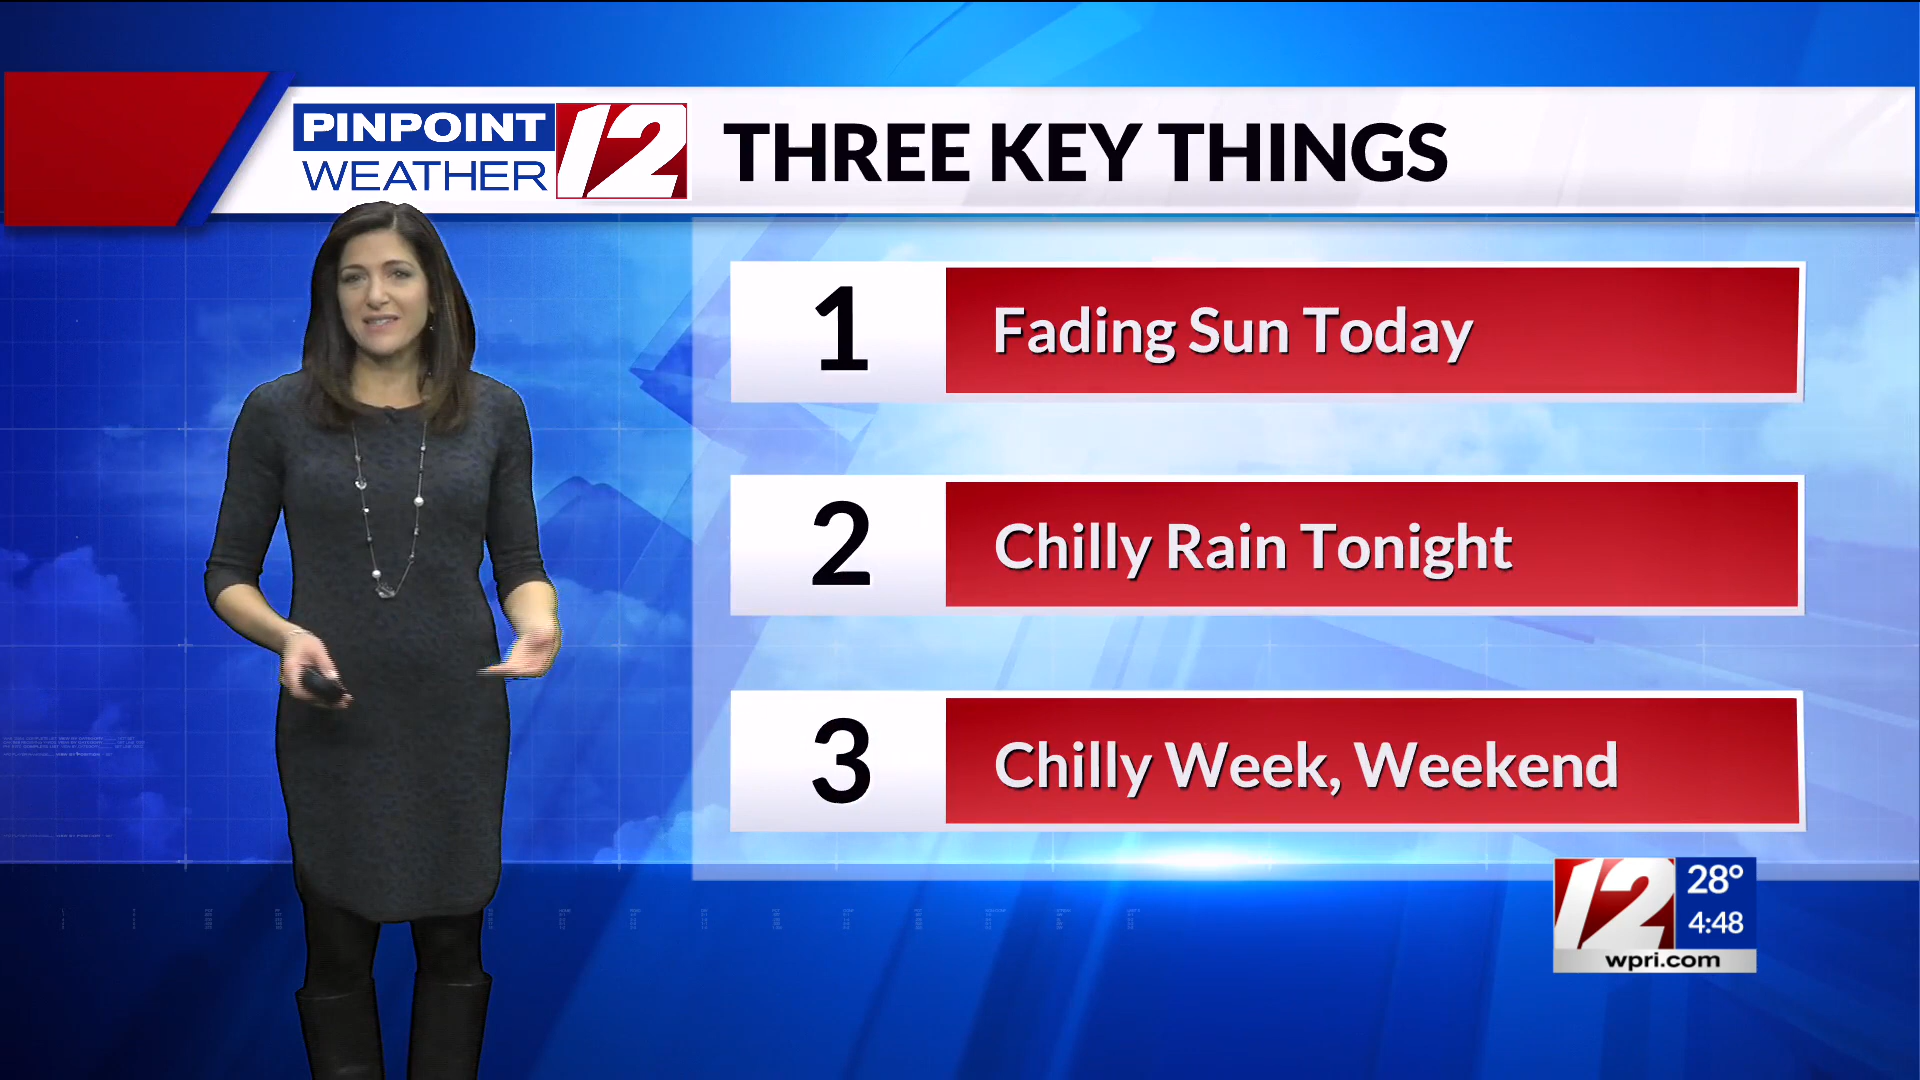 PINPOINT
WEATHER
12
THREE KEY THINGS
1
Fading Sun Today
2
Chilly Rain Tonight
3
Chilly Week, Weekend
12
28°
4:48
wpri.com